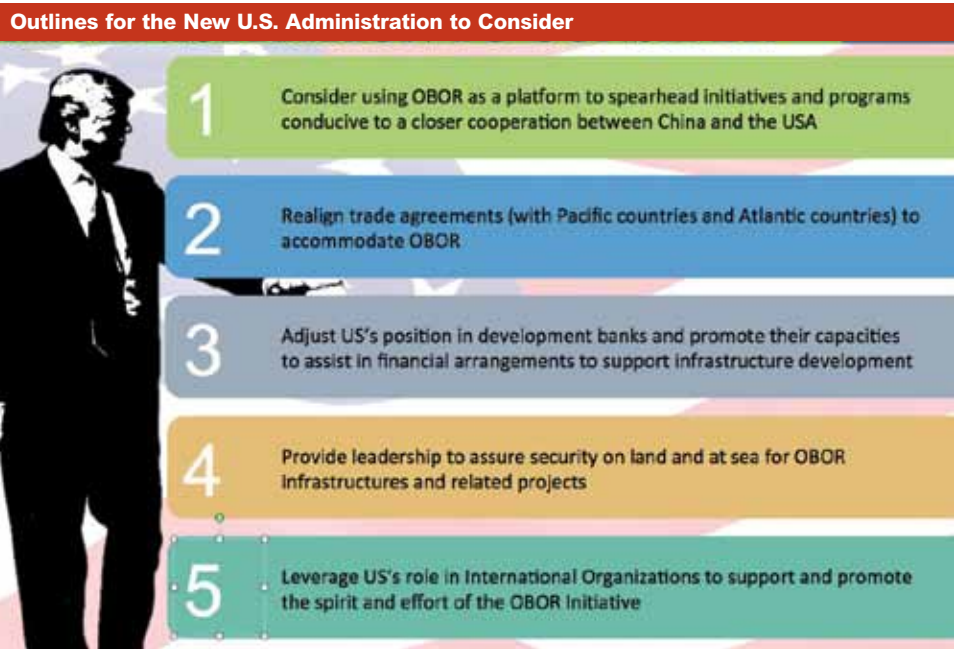 Outlines for the New U.S. Administration to Consider
1
Consider using OBOR as a platform to spearhead initiatives and programs
conducive to a closer cooperation between China and the USA
2
Realign trade agreements (with Pacific countries and Atlantic countries) to
accommodate OBOR
3
Adjust US's position in development banks and promote their capacities
to assist in financial arrangements to support infrastructure development
4
Provide leadership to assure security on land and at sea for OBOR
Infrastructures and related projects
5
Leverage US's role in International Organizations to support and promote
the spirit and effort of the OBOR Initiative